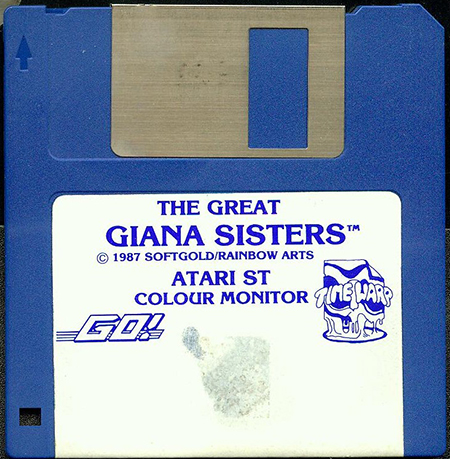 THE GREAT
GIANA SISTERS™
© 1987 SOFTGOLD/RAINBOW ARTS
ATARI ST
COLOUR MONITOR
TIME WARP
GO!